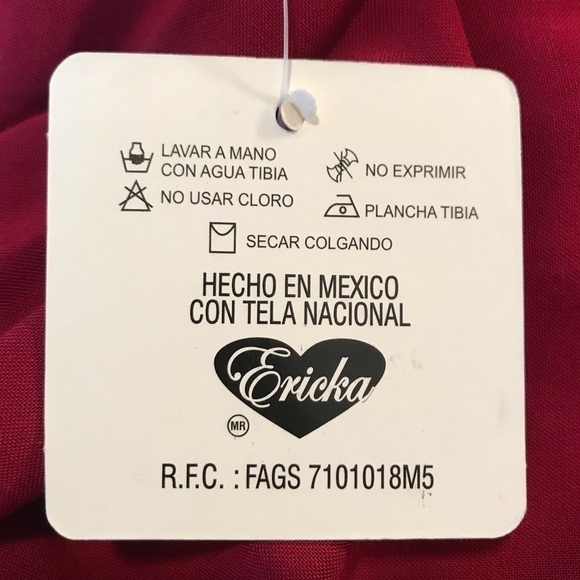 LAVAR A MANO
CON AGUA TIBIA
NO EXPRIMIR
NO USAR CLORO
PLANCHA TIBIA
SECAR COLGANDO
HECHO EN MEXICO
CON TELA NACIONAL
Ericka
MR
R.F.C. : FAGS 7101018M5